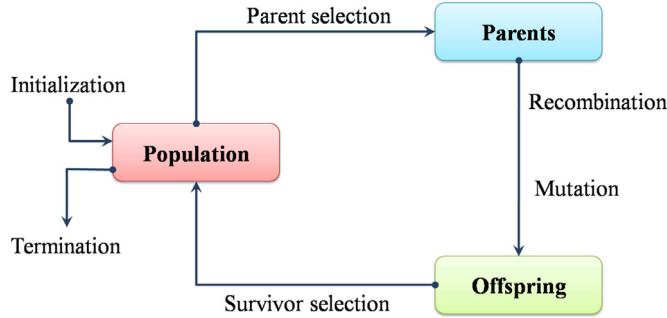 Parent selection
Parents
Initialization
Recombination
Population
Mutation
Termination
Offspring
Survivor selection